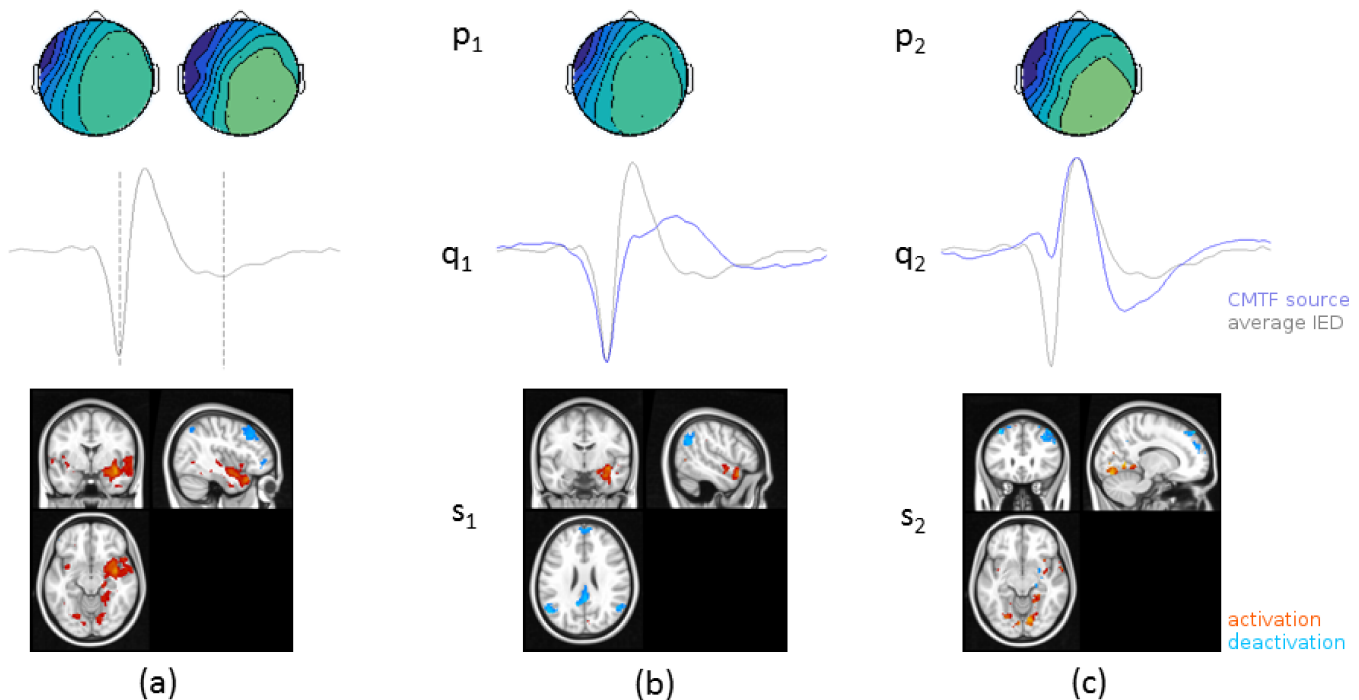 p1
p2
q1
q2
CMTF source
average IED
s1
s2
activation
deactivation
(a)
(b)
(c)